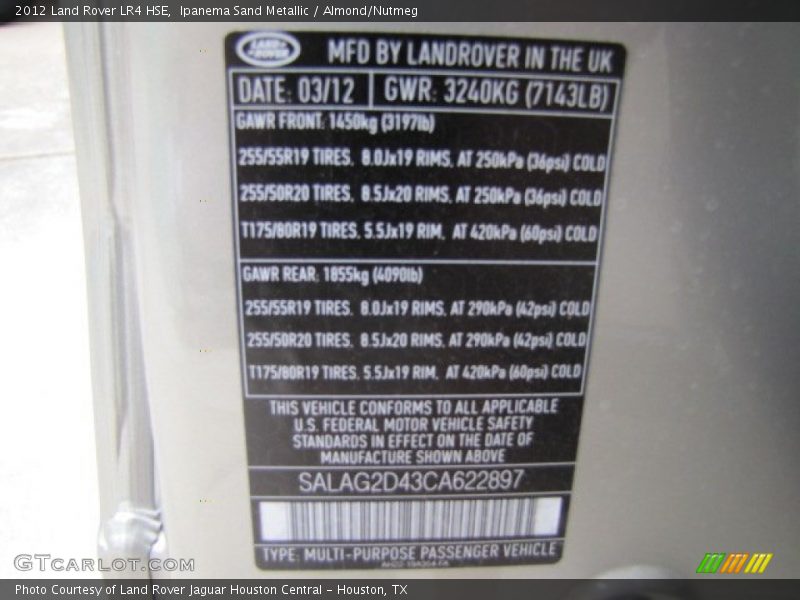 2012 Land Rover LR4 HSE, Ipanema Sand Metallic / Almond/Nutmeg
LAND ROVER MFD BY LANDROVER IN THE UK
DATE: 03/12 GWR: 3240KG (7143LB)
GAWR FRONT: 1450kg (3197lb)
255/55R19 TIRES, 8.0Jx19 RIMS, AT 250kPa (36psi) COLD
255/50R20 TIRES, 8.5Jx20 RIMS, AT 250kPa (36psi) COLD
T175/80R19 TIRES, 5.5Jx19 RIM, AT 420kPa (60psi) COLD
GAWR REAR: 1855kg (4090lb)
255/55R19 TIRES, 8.0Jx19 RIMS, AT 290kPa (42psi) COLD
255/50R20 TIRES, 8.5Jx20 RIMS, AT 290kPa (42psi) COLD
T175/80R19 TIRES, 5.5Jx19 RIM, AT 420kPa (60psi) COLD
THIS VEHICLE CONFORMS TO ALL APPLICABLE
U.S. FEDERAL MOTOR VEHICLE SAFETY
STANDARDS IN EFFECT ON THE DATE OF
MANUFACTURE SHOWN ABOVE
SALAG2D43CA622897
TYPE: MULTI-PURPOSE PASSENGER VEHICLE
GTCarLot.com
Photo Courtesy of Land Rover Jaguar Houston Central - Houston, TX